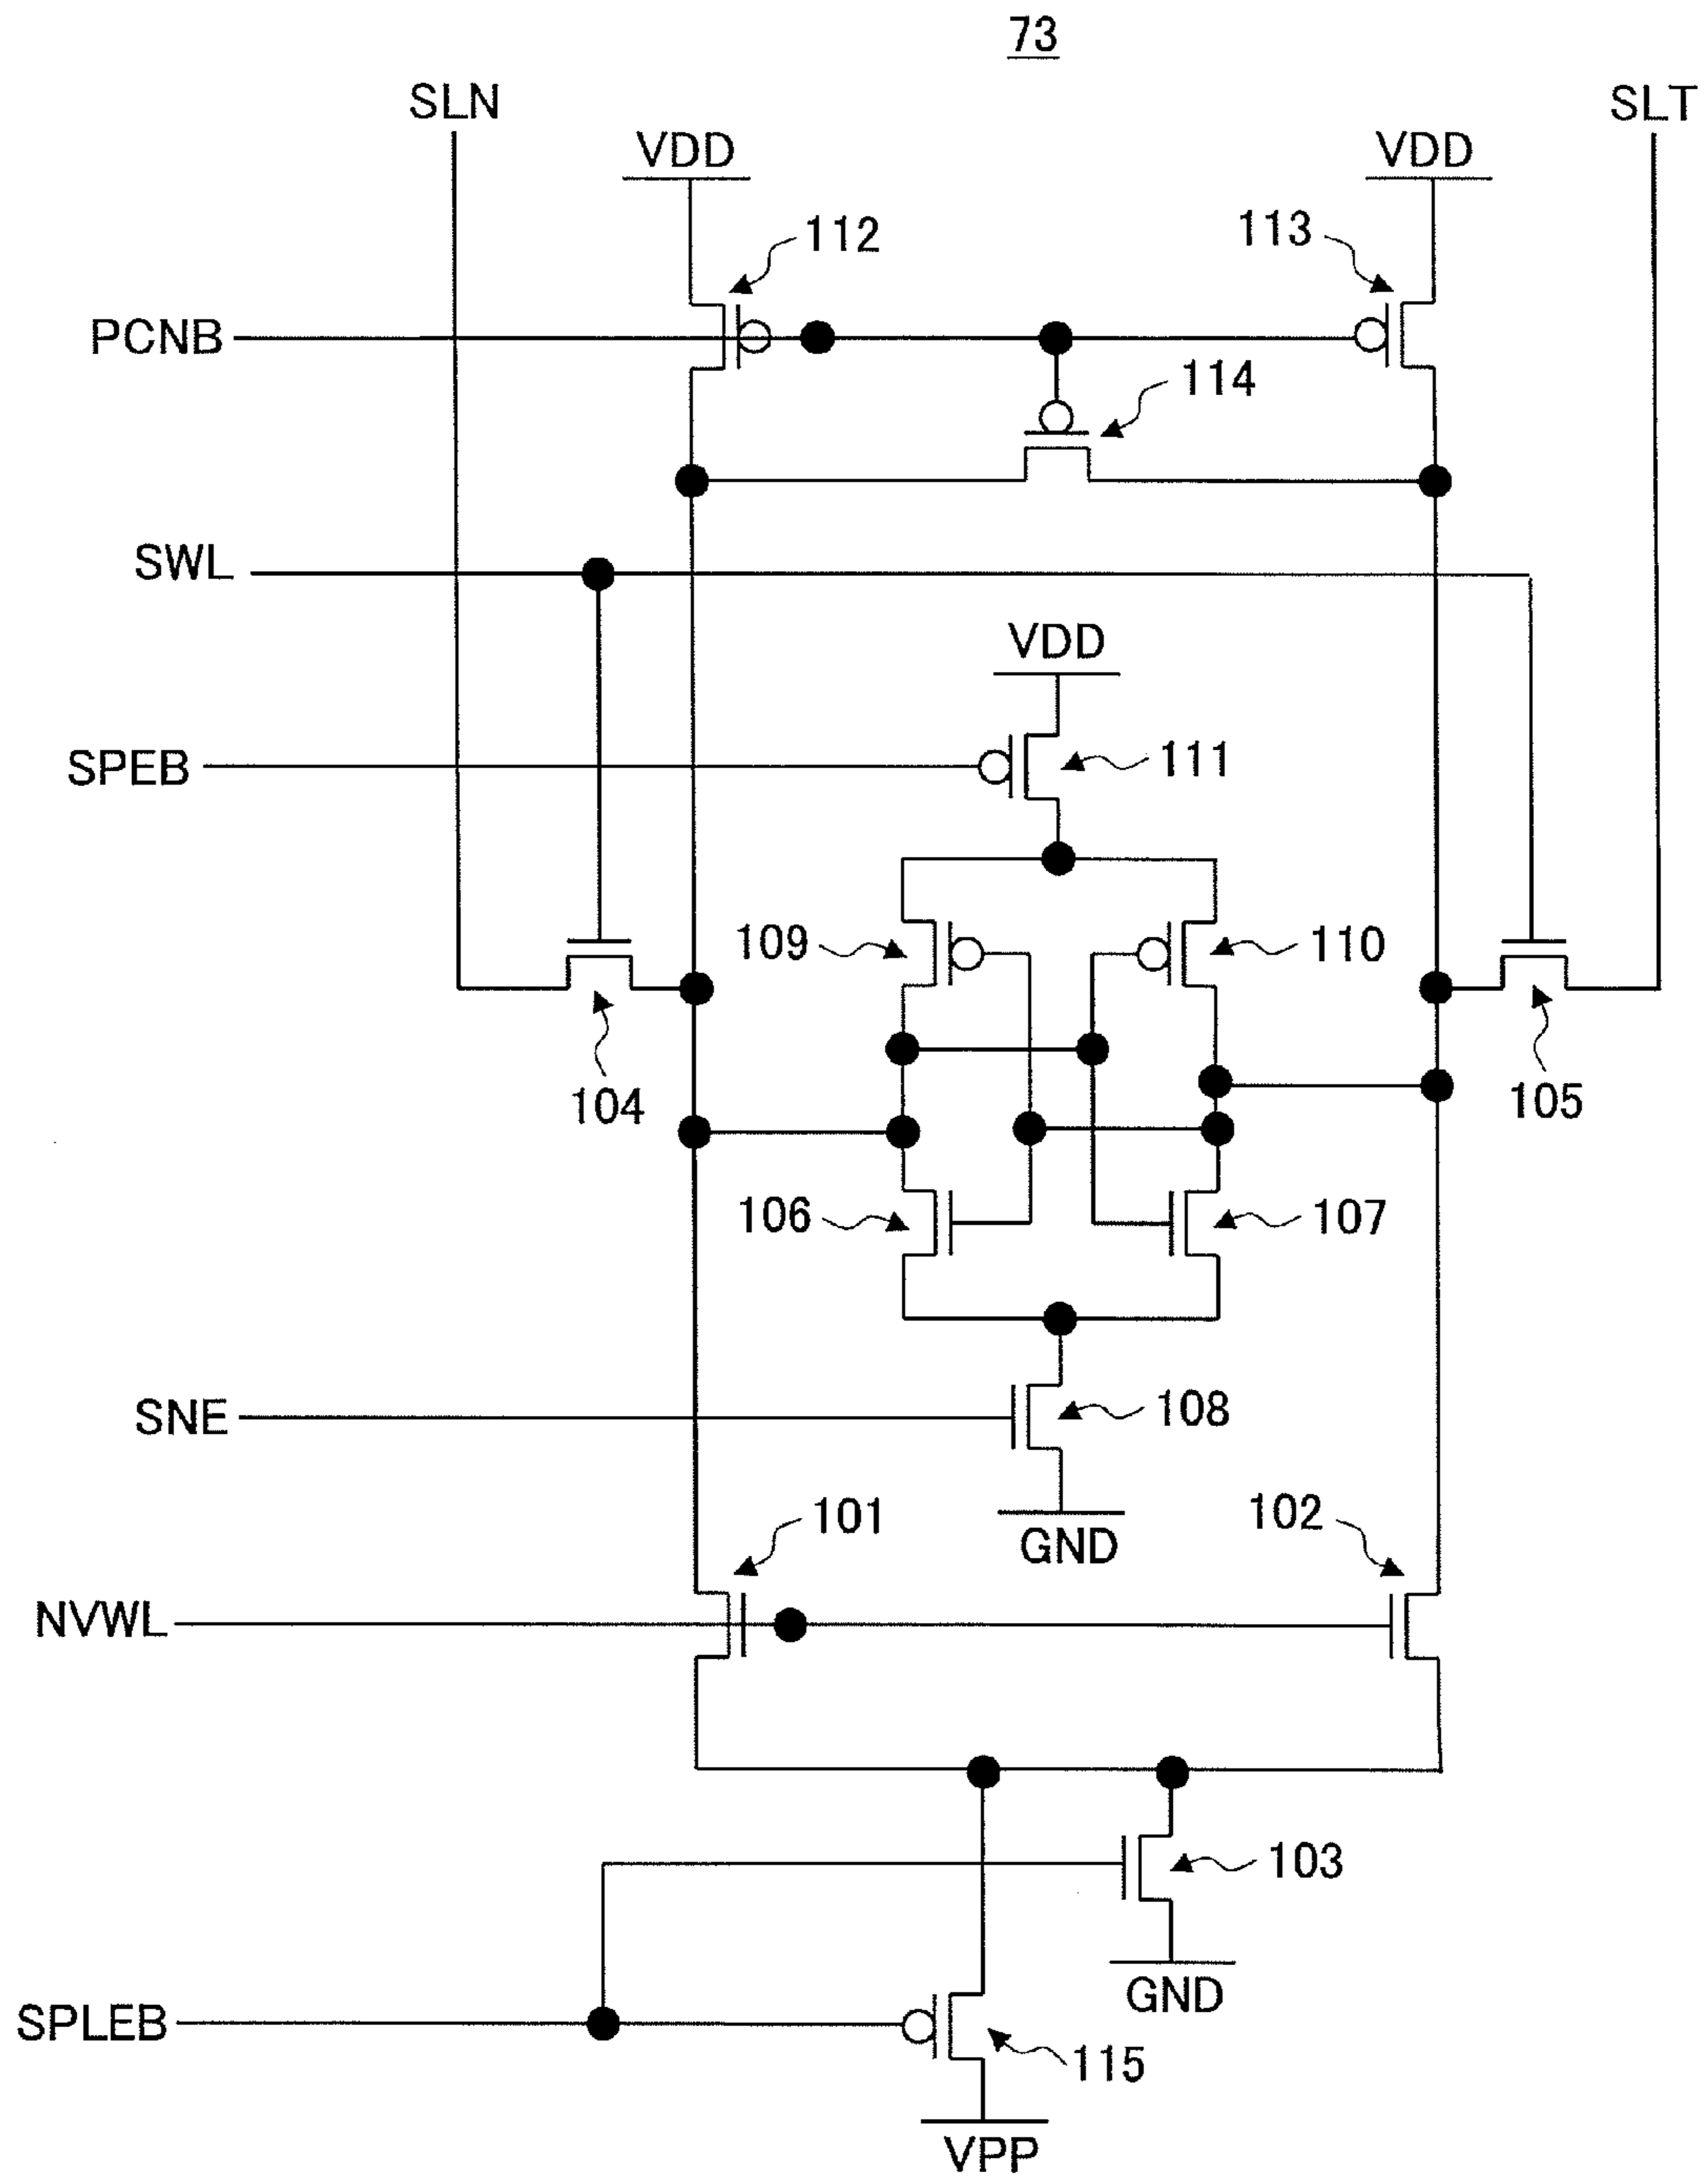 73
SLN
SLT
VDD
VDD
112
113
PCNB
114
SWL
VDD
SPEB
111
109
110
104
105
106
107
SNE
108
GND
101
102
NVWL
103
GND
SPLEB
115
VPP